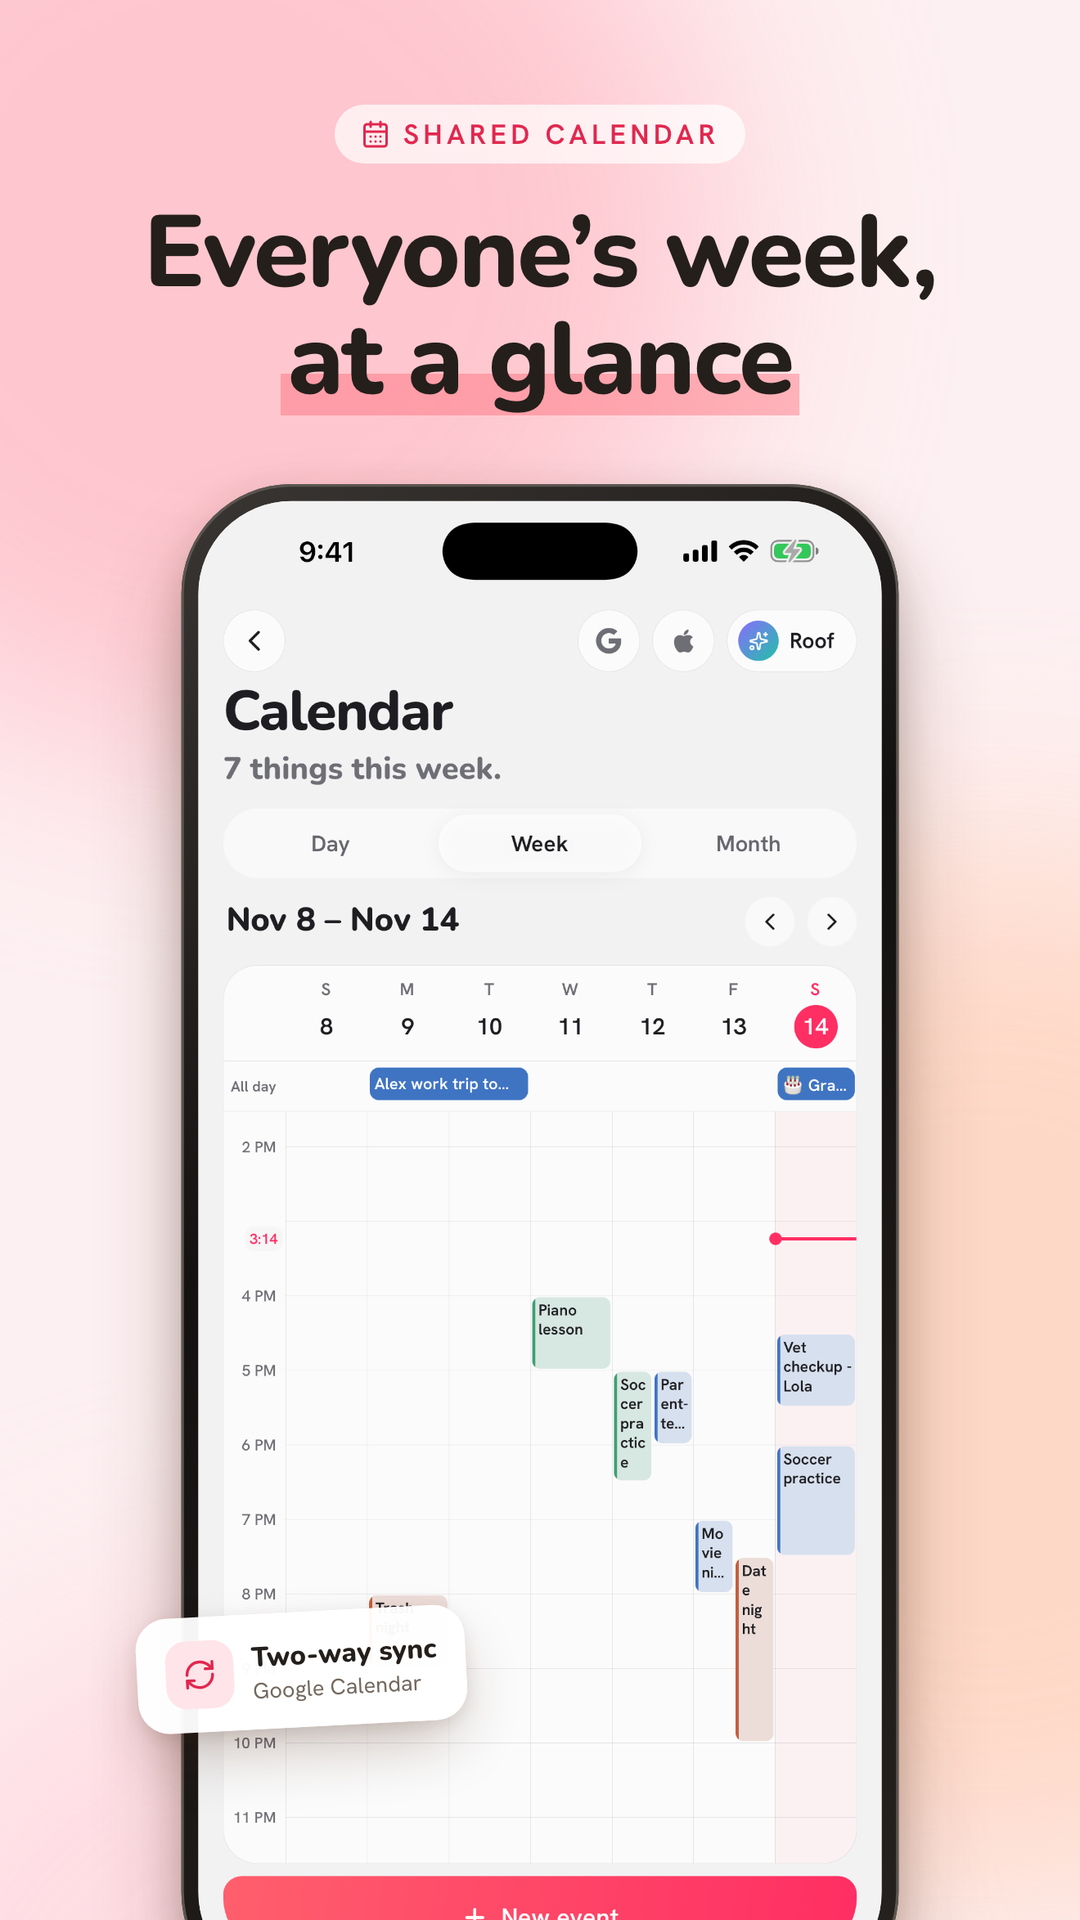 SHARED CALENDAR
Everyone’s week,
at a glance
9:41
G
Roof
Calendar
7 things this week.
Day Week Month
Nov 8 – Nov 14
S M T W T F S
8 9 10 11 12 13 14
All day
Alex work trip to...
Gra...
2 PM
3:14
4 PM
Piano
lesson
Vet
checkup -
Lola
5 PM
Soc
cer
pra
ctic
e
Par
ent-
te...
6 PM
Soccer
practice
7 PM
Mo
vie
ni...
Dat
e
nig
ht
8 PM
Trash
night
Two-way sync
Google Calendar
10 PM
11 PM
+ New event